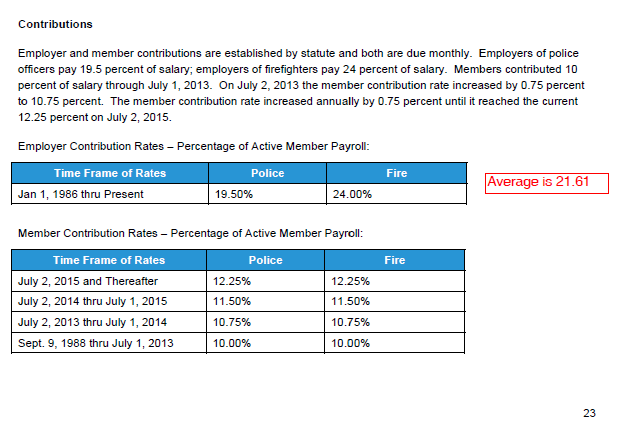 Contributions
Employer and member contributions are established by statute and both are due monthly.  Employers of police
officers pay 19.5 percent of salary; employers of firefighters pay 24 percent of salary.  Members contributed 10
percent of salary through July 1, 2013.  On July 2, 2013 the member contribution rate increased by 0.75 percent
to 10.75 percent.  The member contribution rate increased annually by 0.75 percent until it reached the current
12.25 percent on July 2, 2015.
Employer Contribution Rates – Percentage of Active Member Payroll:
Time Frame of Rates Police Fire
Jan 1, 1986 thru Present 19.50% 24.00%
Average is 21.61
Member Contribution Rates – Percentage of Active Member Payroll:
Time Frame of Rates Police Fire
July 2, 2015 and Thereafter 12.25% 12.25%
July 2, 2014 thru July 1, 2015 11.50% 11.50%
July 2, 2013 thru July 1, 2014 10.75% 10.75%
Sept. 9, 1988 thru July 1, 2013 10.00% 10.00%
23